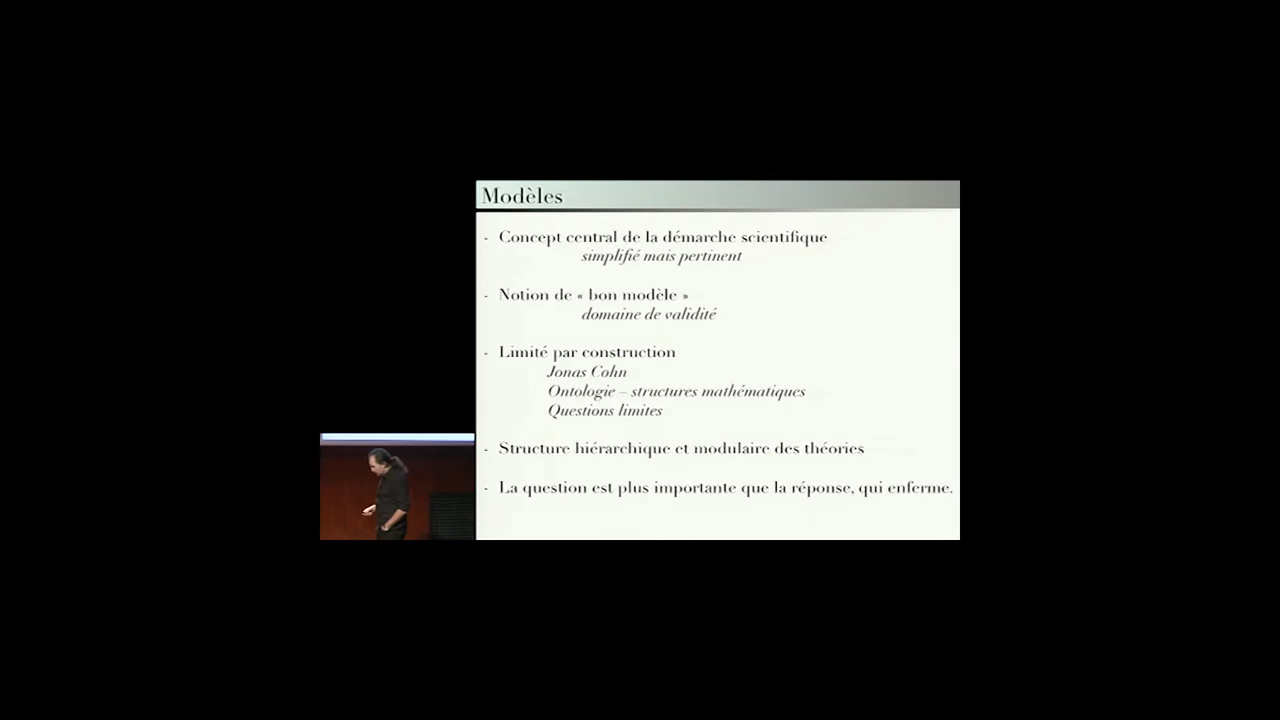 Modèles
- Concept central de la démarche scientifique
simplifié mais pertinent
- Notion de « bon modèle »
domaine de validité
- Limité par construction
Jonas Cohn
Ontologie – structures mathématiques
Questions limites
- Structure hiérarchique et modulaire des théories
- La question est plus importante que la réponse, qui enferme.